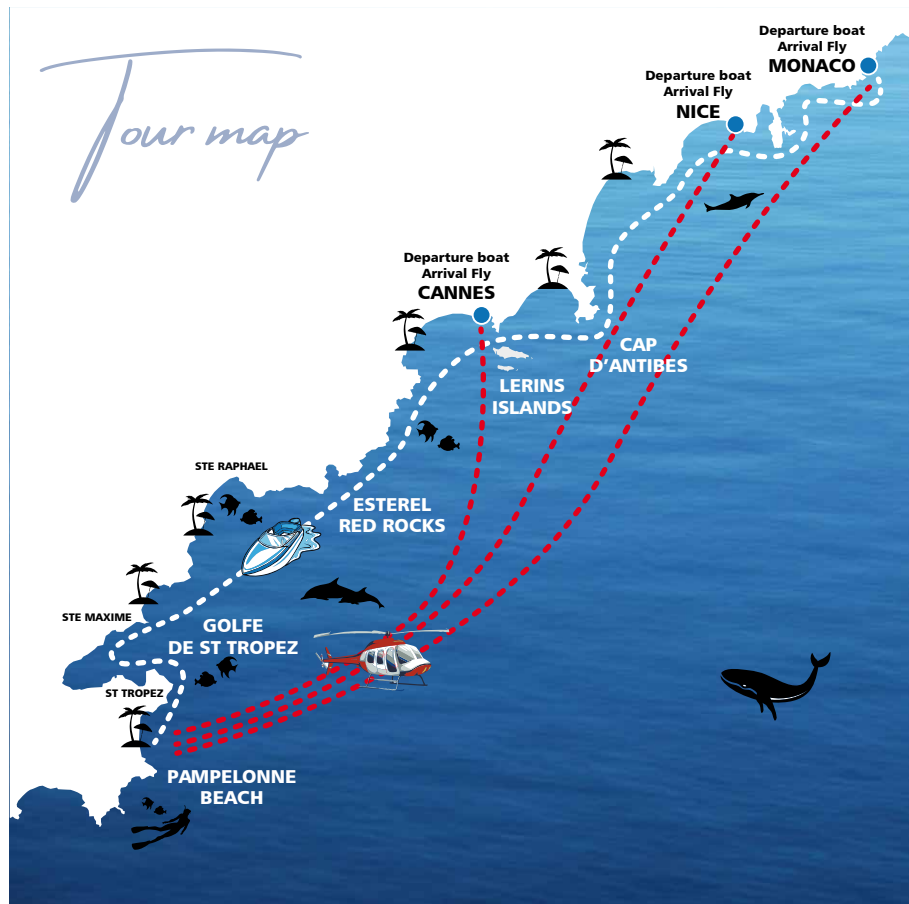 Tour map
Departure boat
Arrival Fly
MONACO
Departure boat
Arrival Fly
NICE
Departure boat
Arrival Fly
CANNES
CAP
D'ANTIBES
LERINS
ISLANDS
STE RAPHAEL
ESTEREL
RED ROCKS
STE MAXIME
GOLFE
DE ST TROPEZ
ST TROPEZ
PAMPELONNE
BEACH